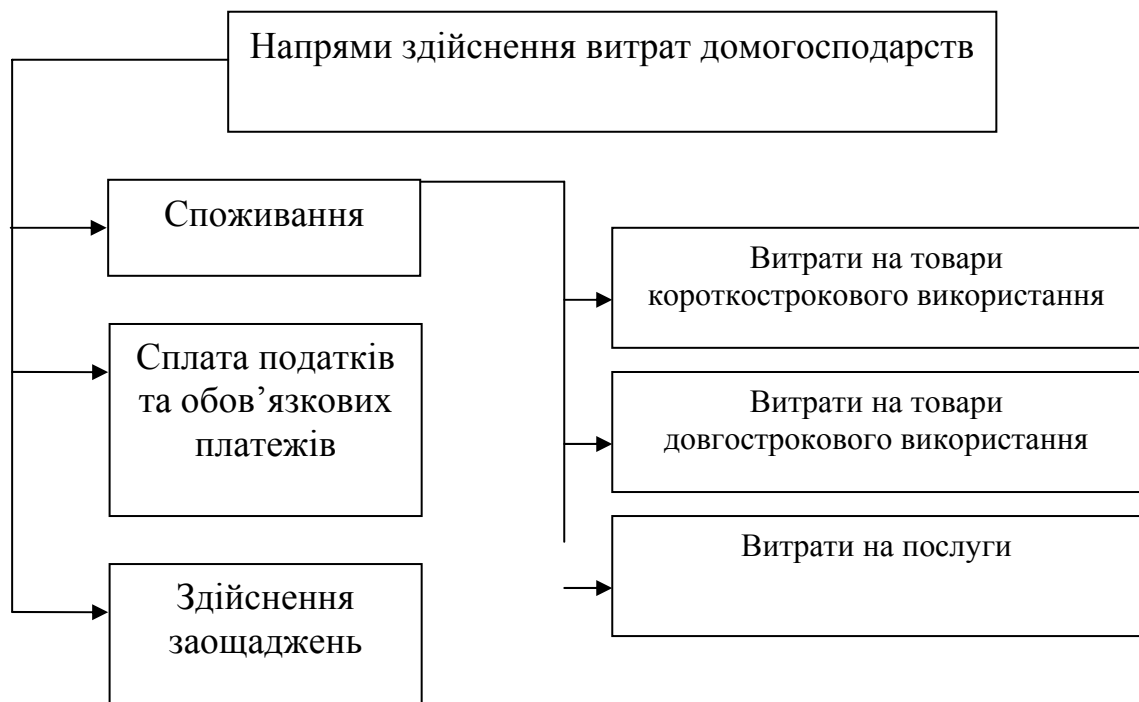 Напрями здійснення витрат домогосподарств
Споживання
Сплата податків
та обов’язкових
платежів
Здійснення
заощаджень
Витрати на товари
короткострокового використання
Витрати на товари
довгострокового використання
Витрати на послуги